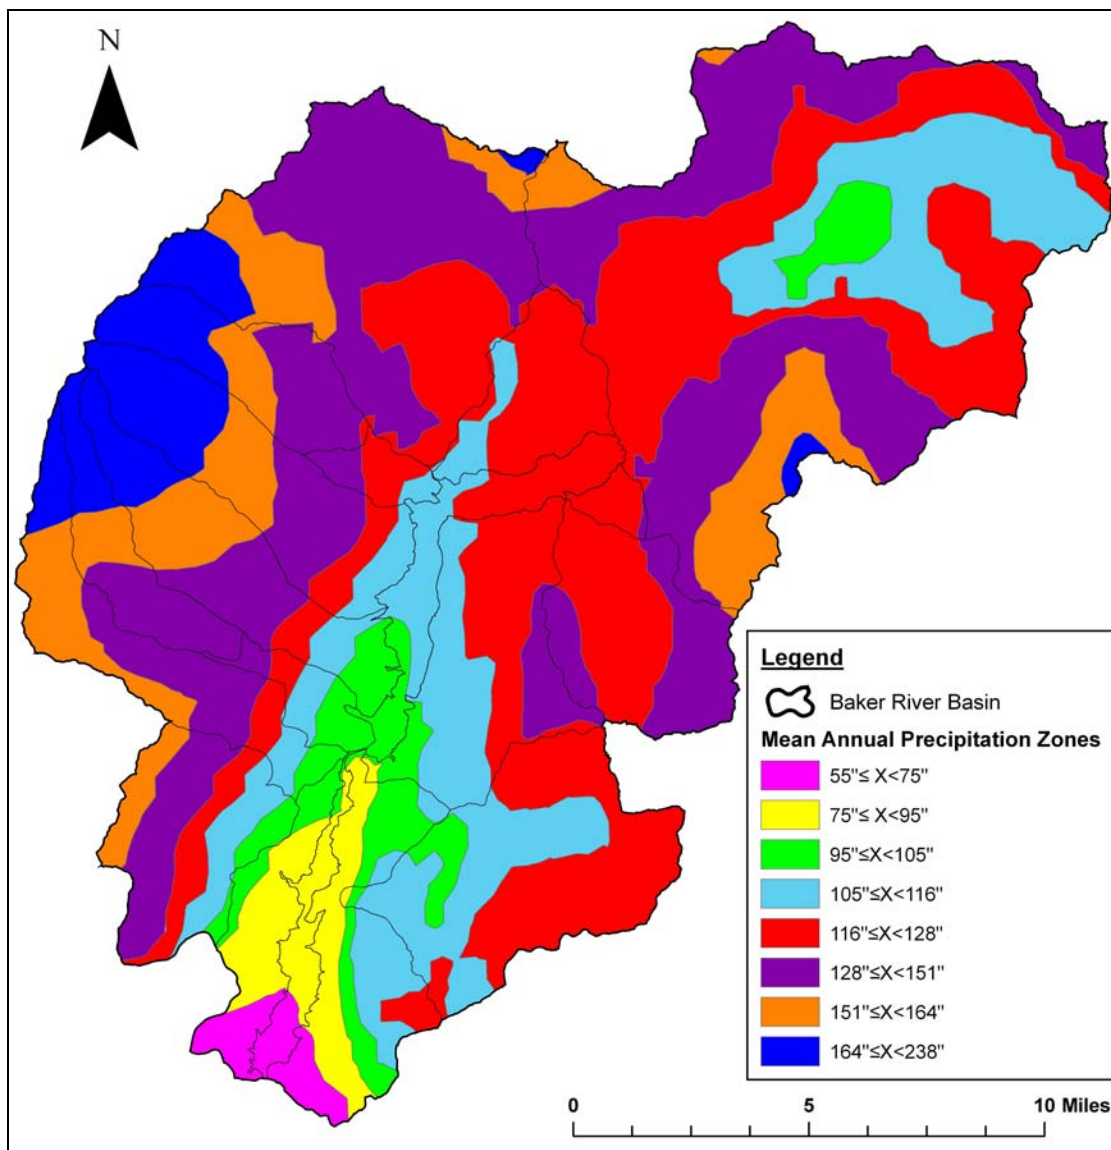 N
Legend
Baker River Basin
Mean Annual Precipitation Zones
55"≤ X<75"
75"≤ X<95"
95"≤X<105"
105"≤X<116"
116"≤X<128"
128"≤X<151"
151"≤X<164"
164"≤X<238"
0 5 10 Miles